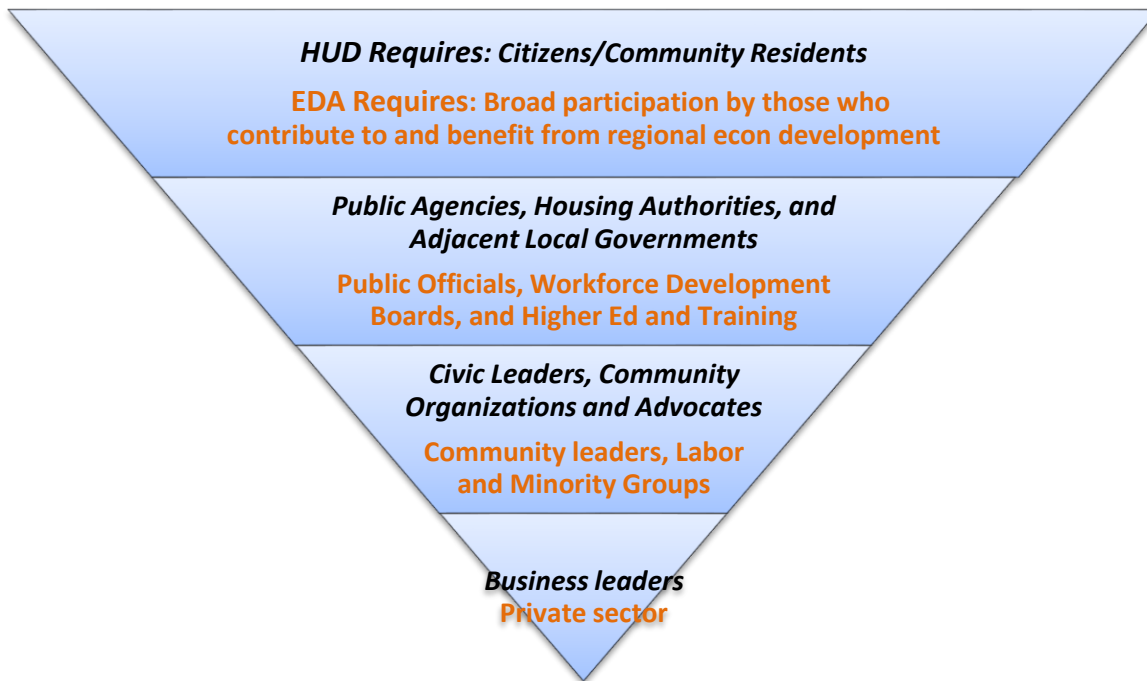 HUD Requires: Citizens/Community Residents
EDA Requires: Broad participation by those who
contribute to and benefit from regional econ development
Public Agencies, Housing Authorities, and
Adjacent Local Governments
Public Officials, Workforce Development
Boards, and Higher Ed and Training
Civic Leaders, Community
Organizations and Advocates
Community leaders, Labor
and Minority Groups
Business leaders
Private sector